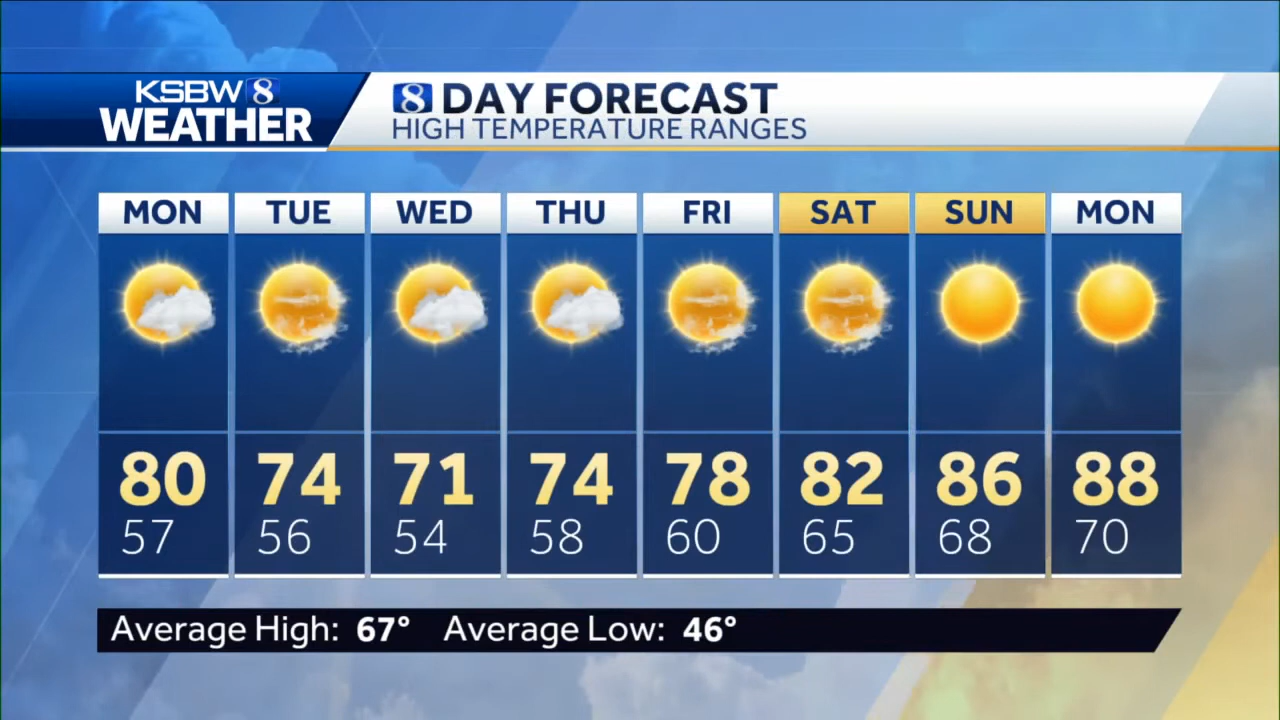 KSBW 8
WEATHER
8 DAY FORECAST
HIGH TEMPERATURE RANGES
MON TUE WED THU FRI SAT SUN MON
80 74 71 74 78 82 86 88
57 56 54 58 60 65 68 70
Average High: 67° Average Low: 46°